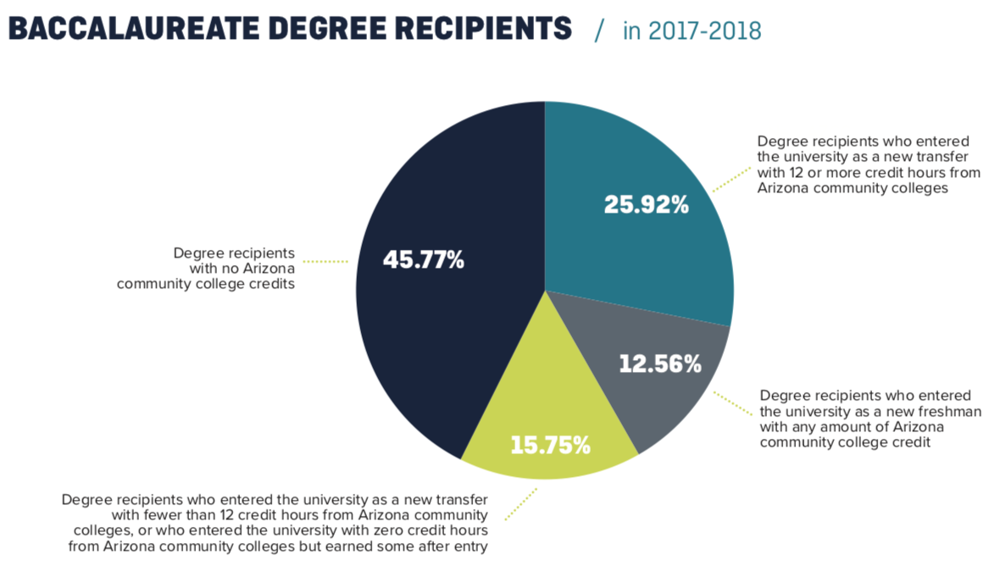 BACCALAUREATE DEGREE RECIPIENTS / in 2017-2018
Degree recipients who entered
the university as a new transfer
with 12 or more credit hours from
Arizona community colleges
25.92%
Degree recipients
with no Arizona
community college credits
45.77%
12.56%
Degree recipients who entered
the university as a new freshman
with any amount of Arizona
community college credit
15.75%
Degree recipients who entered the university as a new transfer
with fewer than 12 credit hours from Arizona community
colleges, or who entered the university with zero credit hours
from Arizona community colleges but earned some after entry